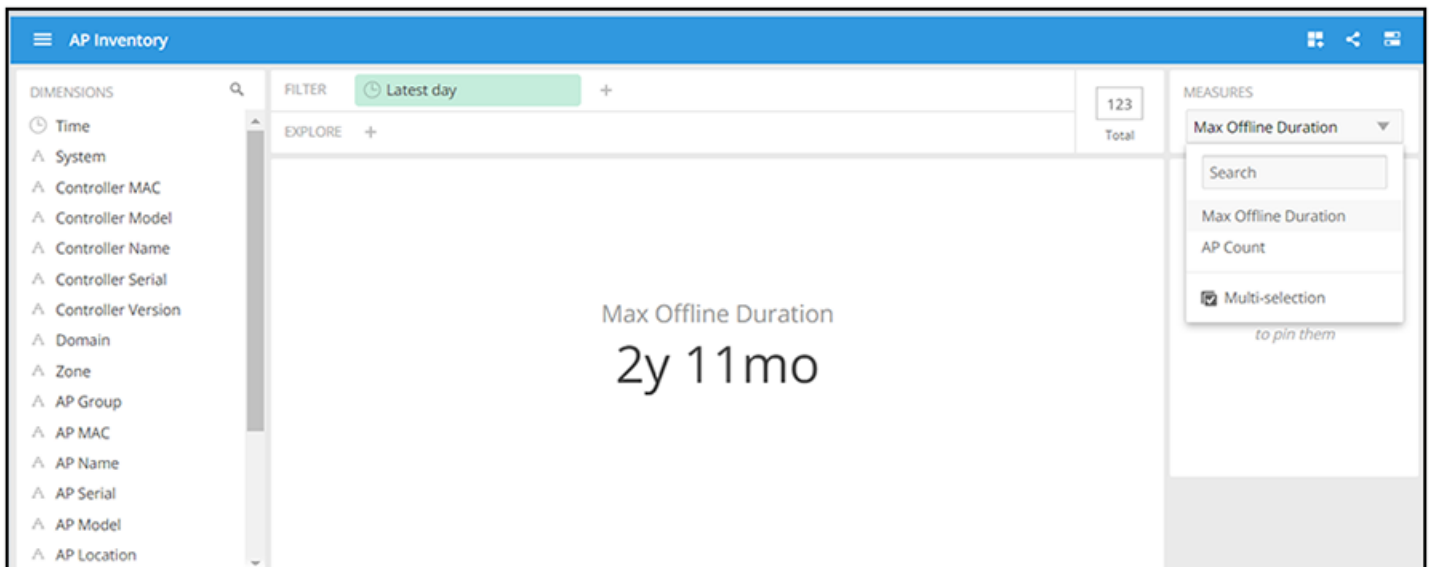 AP Inventory
DIMENSIONS
Time
System
Controller MAC
Controller Model
Controller Name
Controller Serial
Controller Version
Domain
Zone
AP Group
AP MAC
AP Name
AP Serial
AP Model
AP Location
FILTER
Latest day
+
EXPLORE +
123
Total
Max Offline Duration
2y 11mo
MEASURES
Max Offline Duration
Search
Max Offline Duration
AP Count
Multi-selection
to pin them